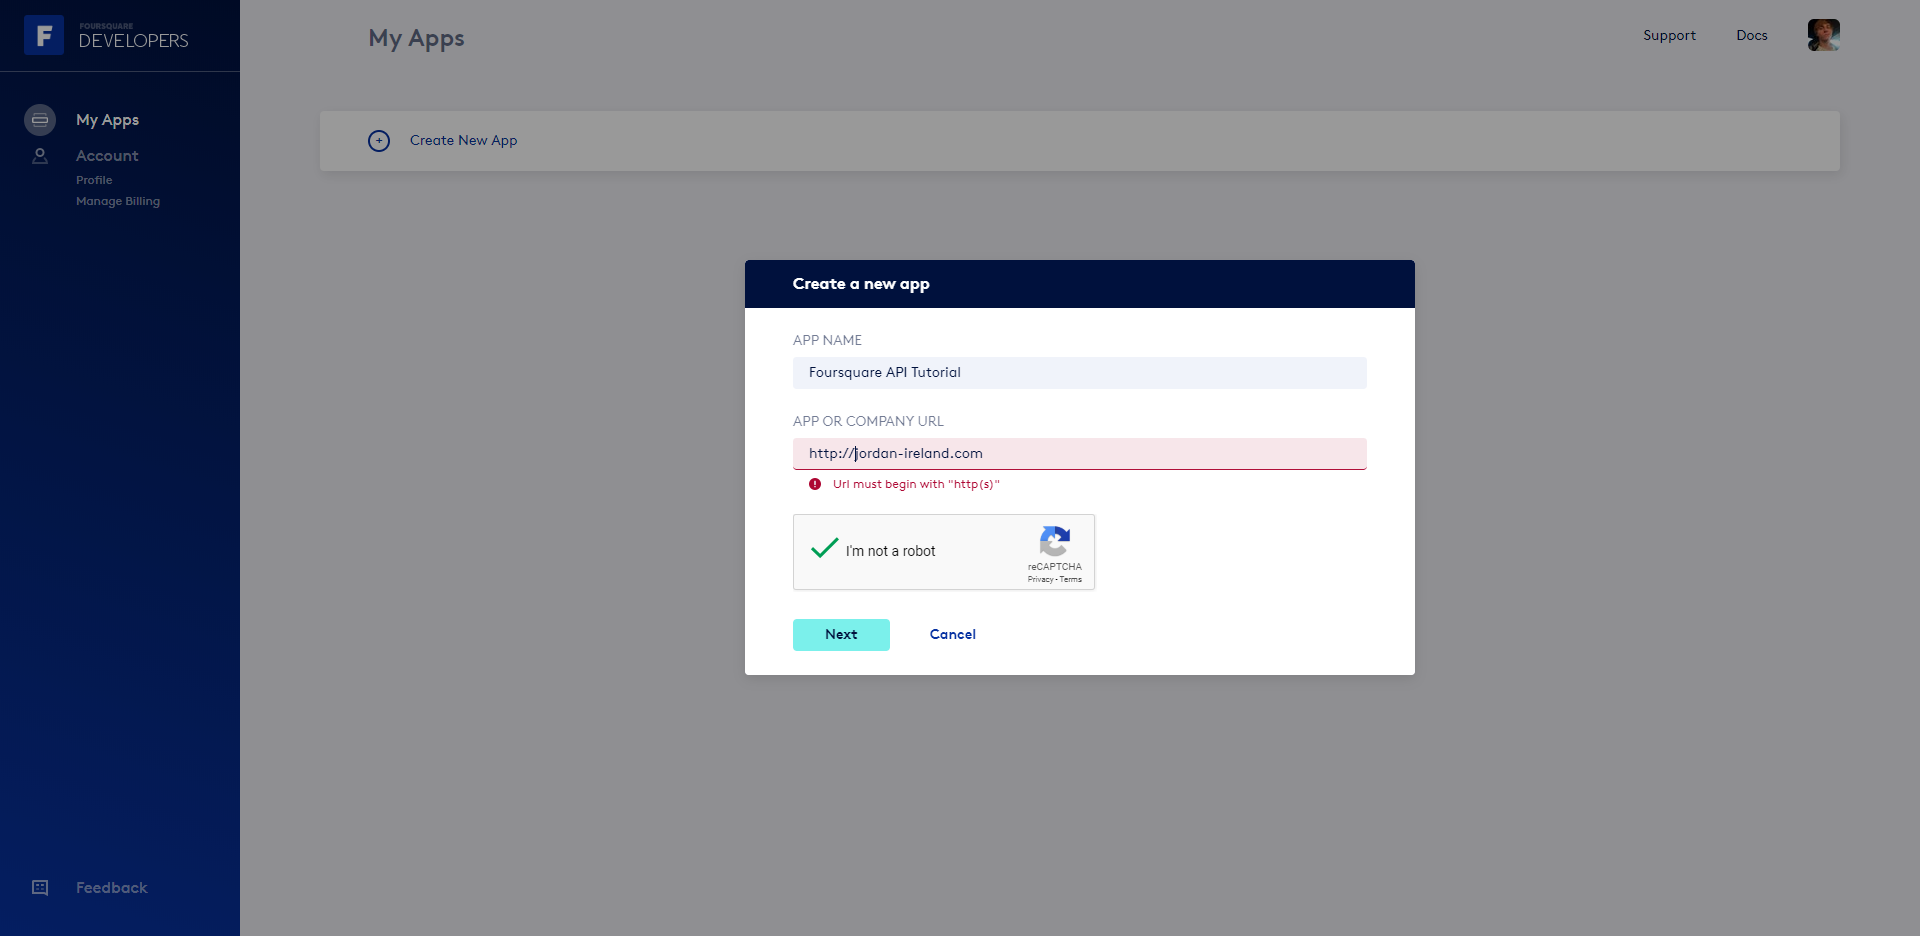 FOURSQUARE
DEVELOPERS
My Apps
Support
Docs
My Apps
Account
Profile
Manage Billing
Feedback
Create New App
Create a new app
APP NAME
Foursquare API Tutorial
APP OR COMPANY URL
http://jordan-ireland.com
Url must begin with "http(s)"
I'm not a robot
reCAPTCHA
Privacy - Terms
Next
Cancel